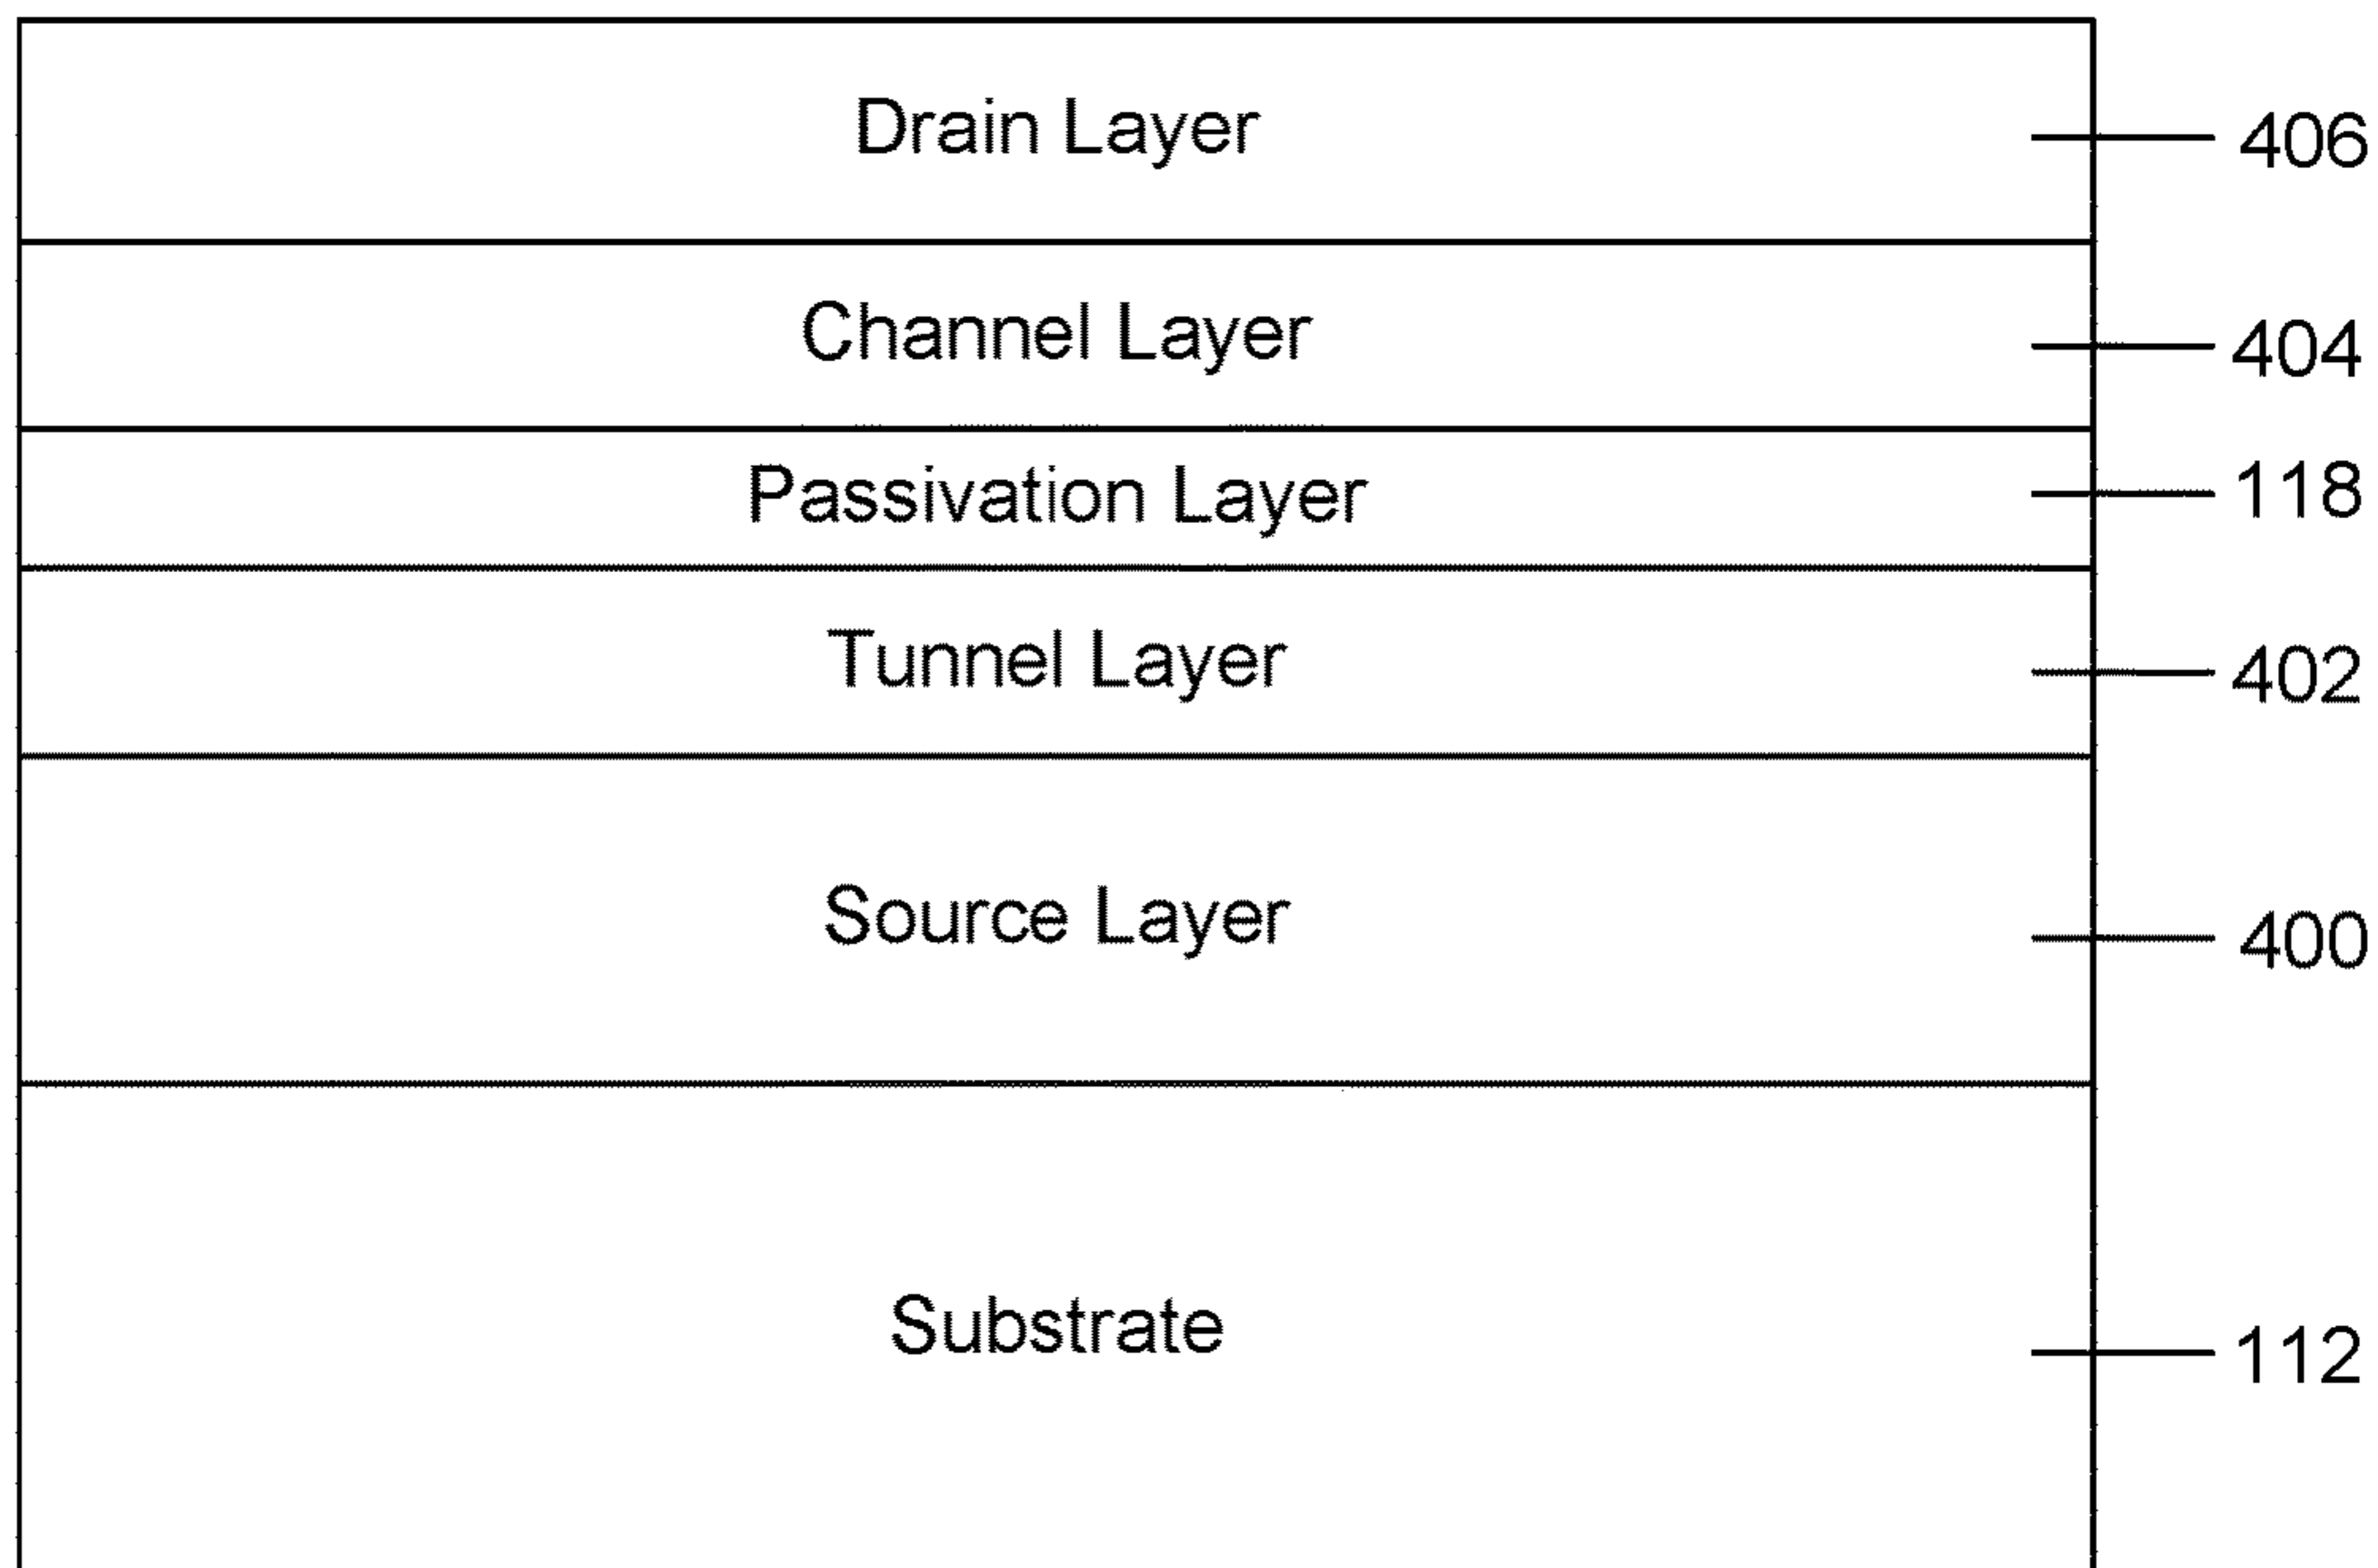 Drain Layer
406
Channel Layer
404
Passivation Layer
118
Tunnel Layer
402
Source Layer
400
Substrate
112